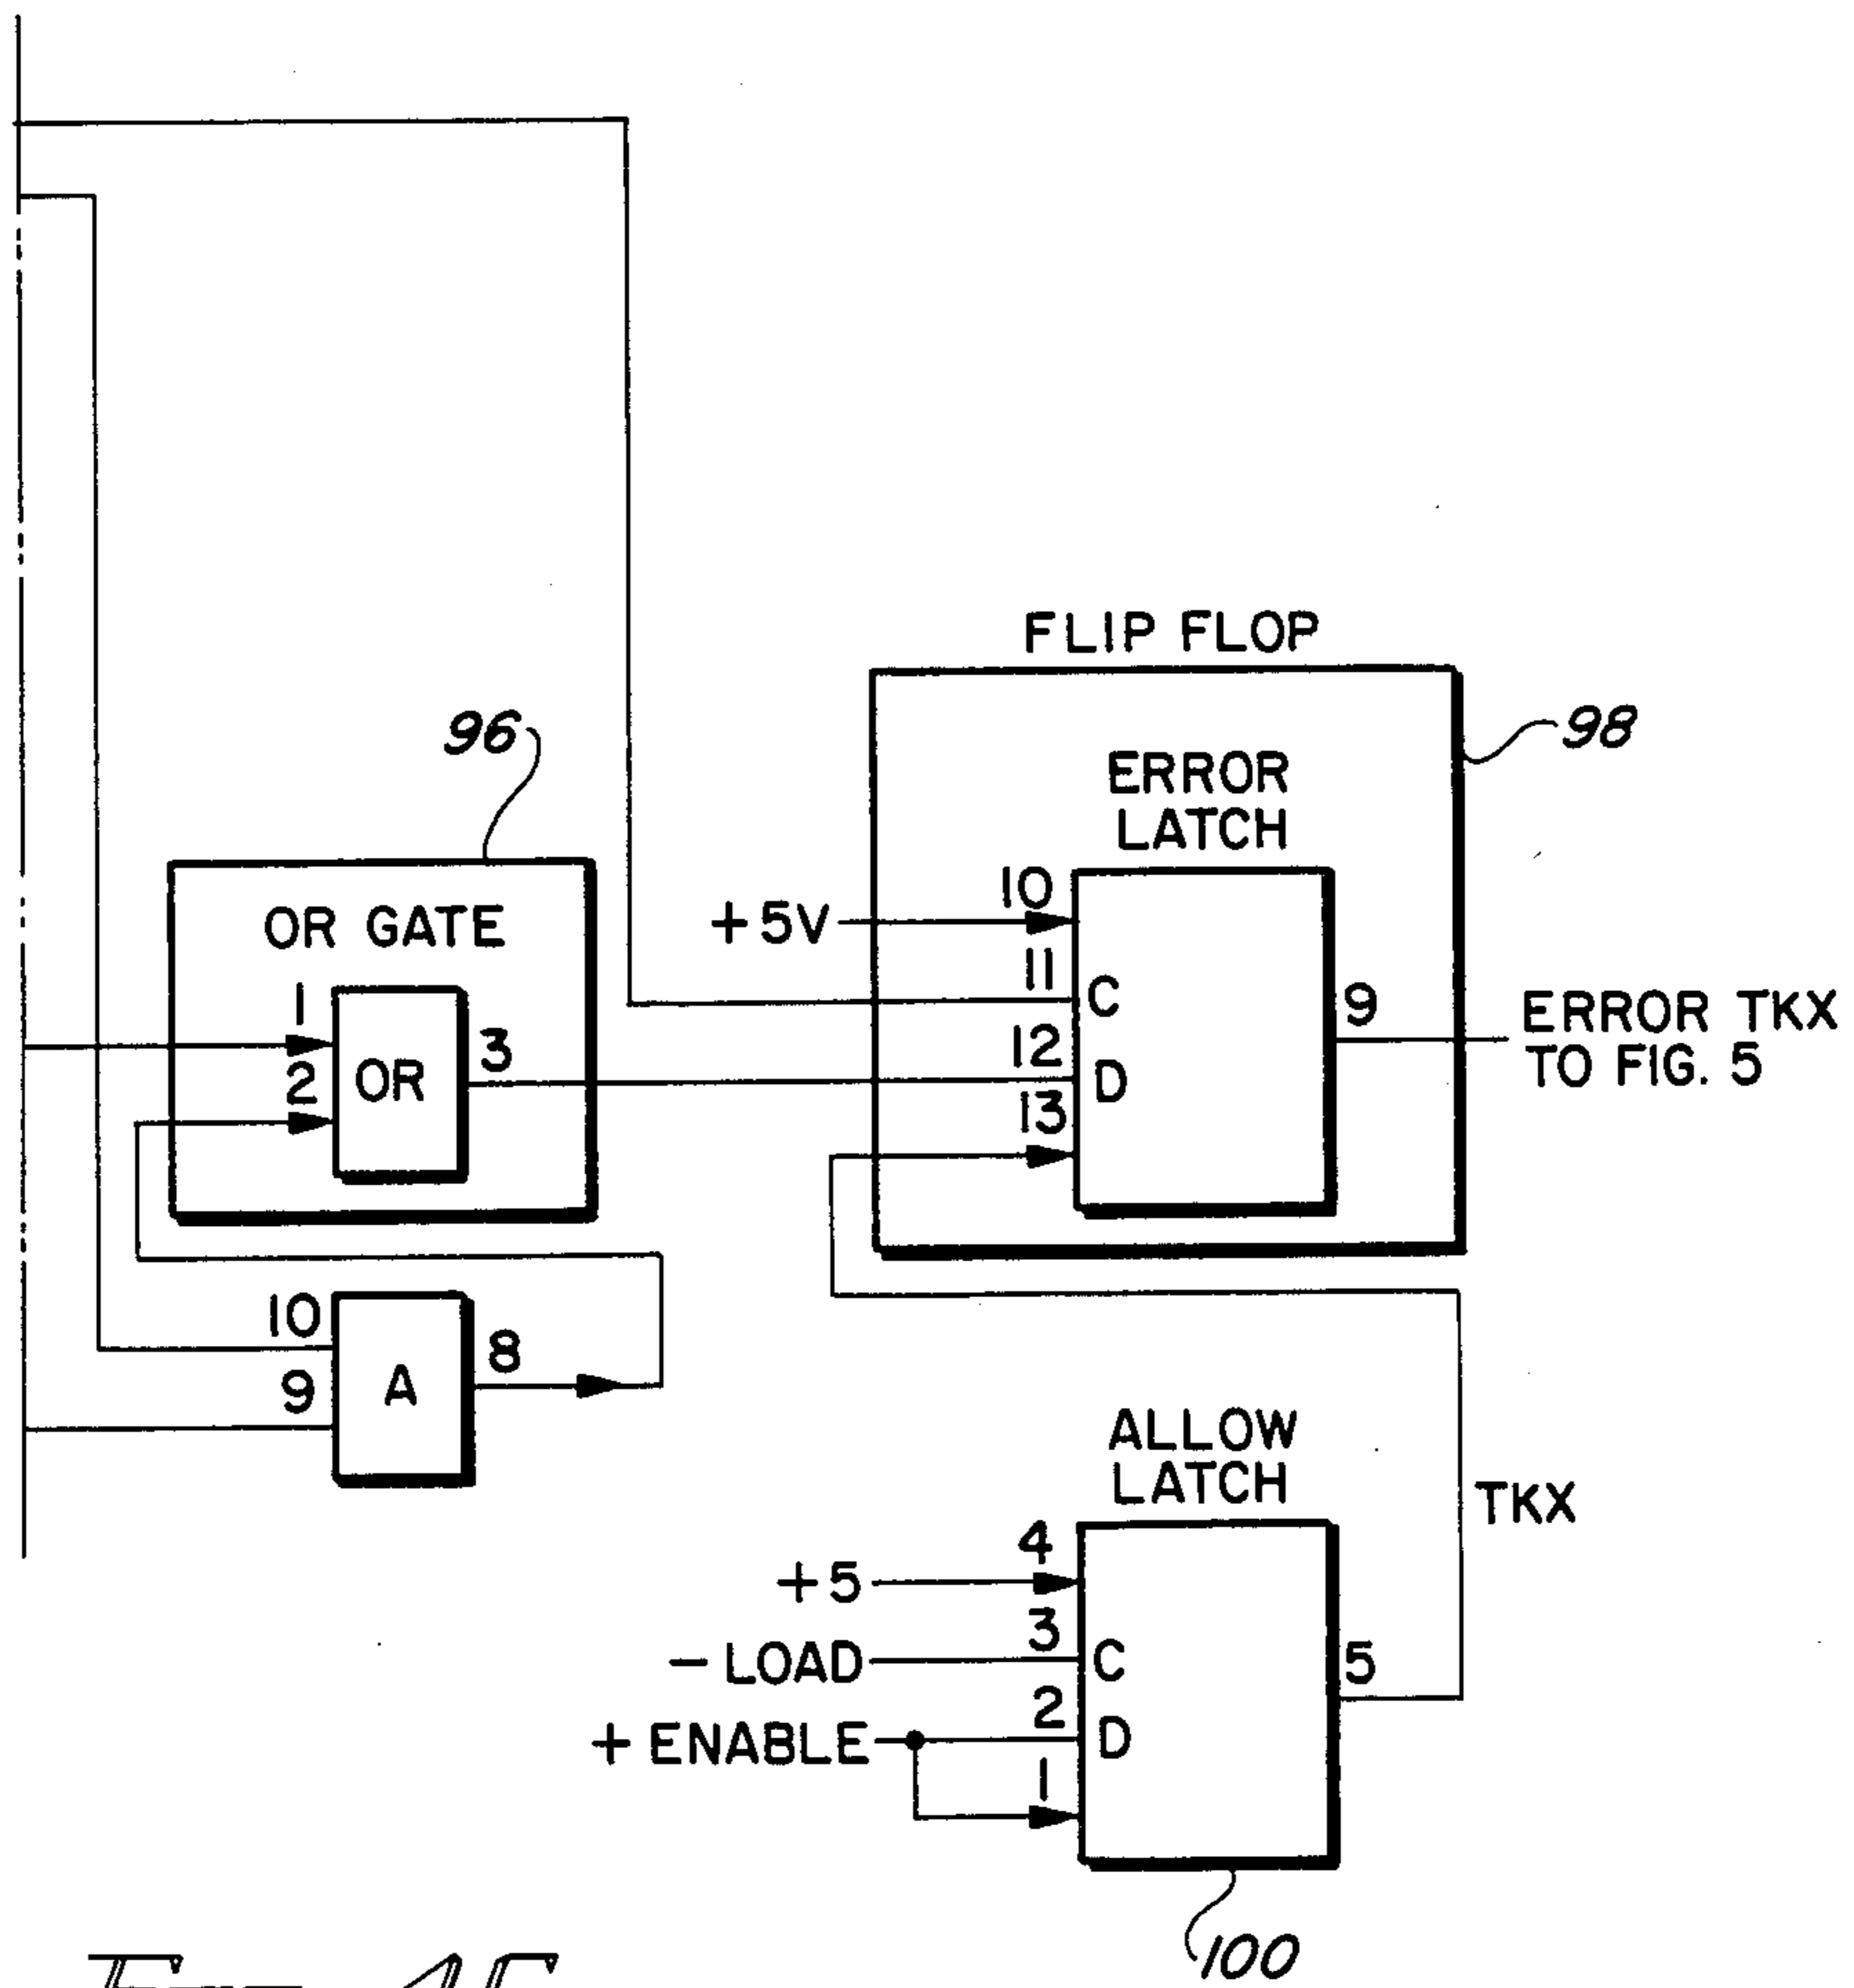 FLIP FLOP
96
98
ERROR
LATCH
OR GATE
10
+5V
11
C
1
9
ERROR TKX
3
12
TO FIG. 5
2
OR
D
13
10
8
9
A
ALLOW
LATCH
TKX
4
+5
3
- LOAD
C
5
2
+ ENABLE
D
1
100